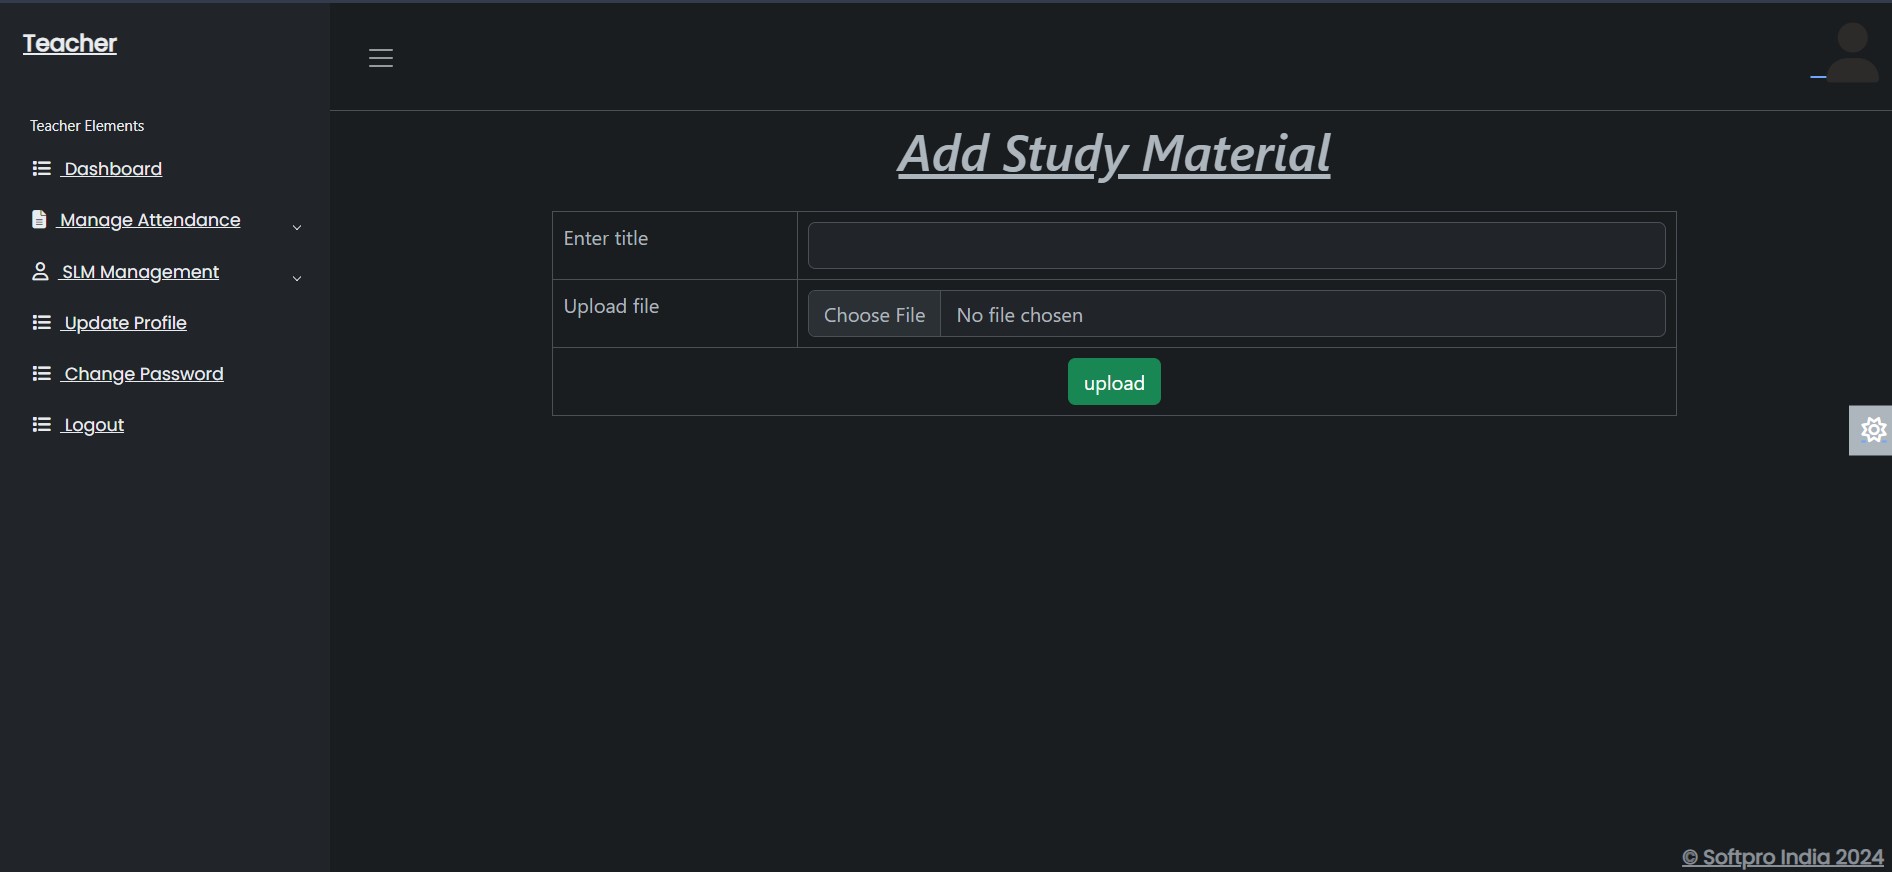 Teacher
Teacher Elements
Dashboard
Manage Attendance
SLM Management
Update Profile
Change Password
Logout
Add Study Material
Enter title
Upload file
Choose File No file chosen
upload
© Softpro India 2024